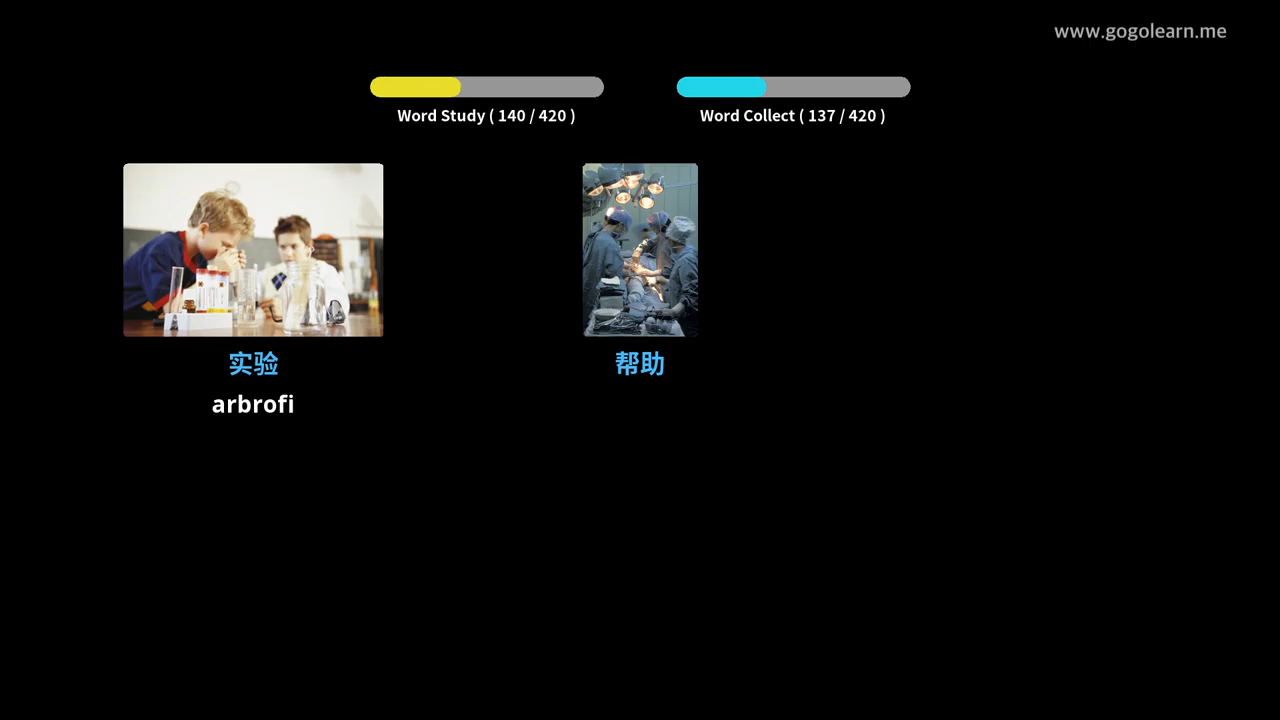 www.gogolearn.me
Word Study ( 140 / 420 )
Word Collect ( 137 / 420 )
实验
帮助
arbrofi